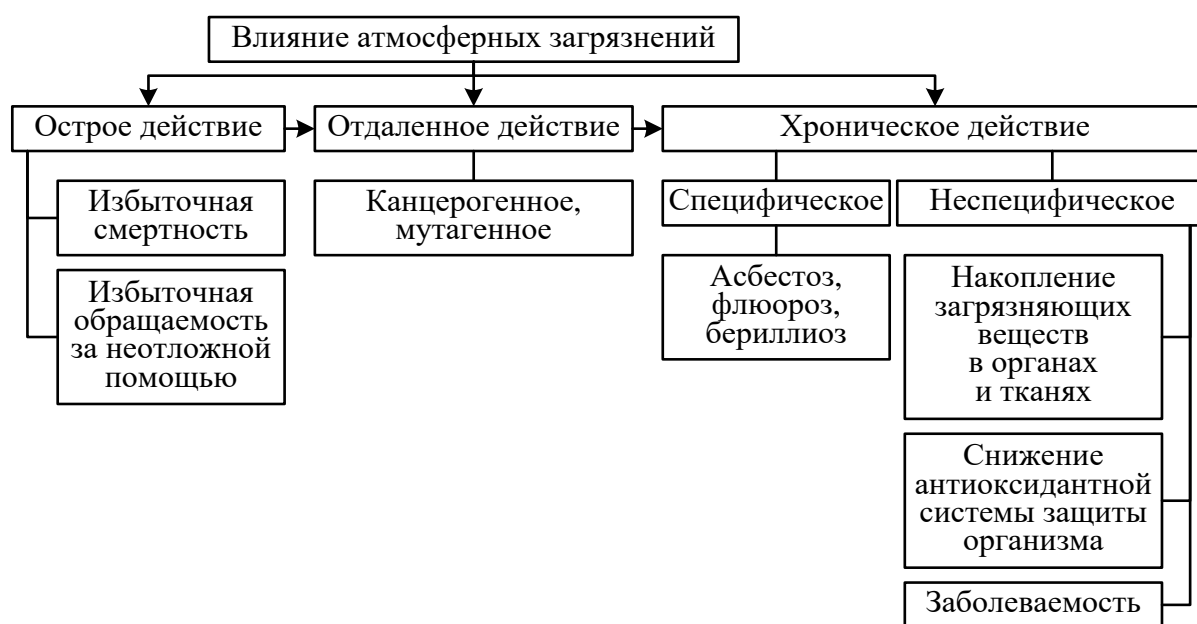 Влияние атмосферных загрязнений
Острое действие
Отдаленное действие
Хроническое действие
Избыточная
смертность
Избыточная
обращаемость
за неотложной
помощью
Канцерогенное,
мутагенное
Специфическое
Неспецифическое
Асбестоз,
флюороз,
бериллиоз
Накопление
загрязняющих
веществ
в органах
и тканях
Снижение
антиоксидантной
системы защиты
организма
Заболеваемость